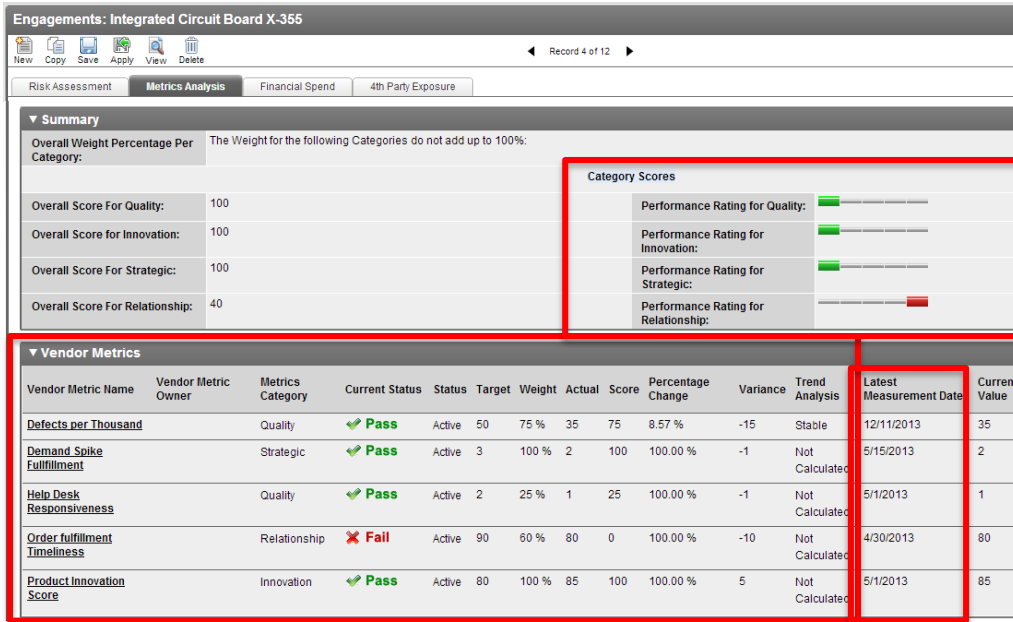 Engagements: Integrated Circuit Board X-355
New Copy Save Apply View Delete
Record 4 of 12
Risk Assessment Metrics Analysis Financial Spend 4th Party Exposure
Summary
Overall Weight Percentage Per The Weight for the following Categories do not add up to 100%:
Category:
Category Scores
Overall Score For Quality: 100 Performance Rating for Quality:
Overall Score for Innovation: 100 Performance Rating for
Innovation:
Overall Score For Strategic: 100 Performance Rating for
Strategic:
Overall Score For Relationship: 40 Performance Rating for
Relationship:
Vendor Metrics
Vendor Metric Name Vendor Metric Owner Metrics Category Current Status Status Target Weight Actual Score Percentage Change Variance Trend Analysis Latest Measurement Date Curren Value
Defects per Thousand Quality Pass Active 50 75 % 35 75 8.57 % -15 Stable 12/11/2013 35
Demand Spike Strategic Pass Active 3 100 % 2 100 100.00 % -1 Not 5/15/2013 2
Fullfillment Calculated
Help Desk Quality Pass Active 2 25 % 1 25 100.00 % -1 Not 5/1/2013 1
Responsiveness Calculated
Order fulfillment Relationship Fail Active 90 60 % 80 0 100.00 % -10 Not 4/30/2013 80
Timeliness Calculated
Product Innovation Innovation Pass Active 80 100 % 85 100 100.00 % 5 Not 5/1/2013 85
Score Calculated